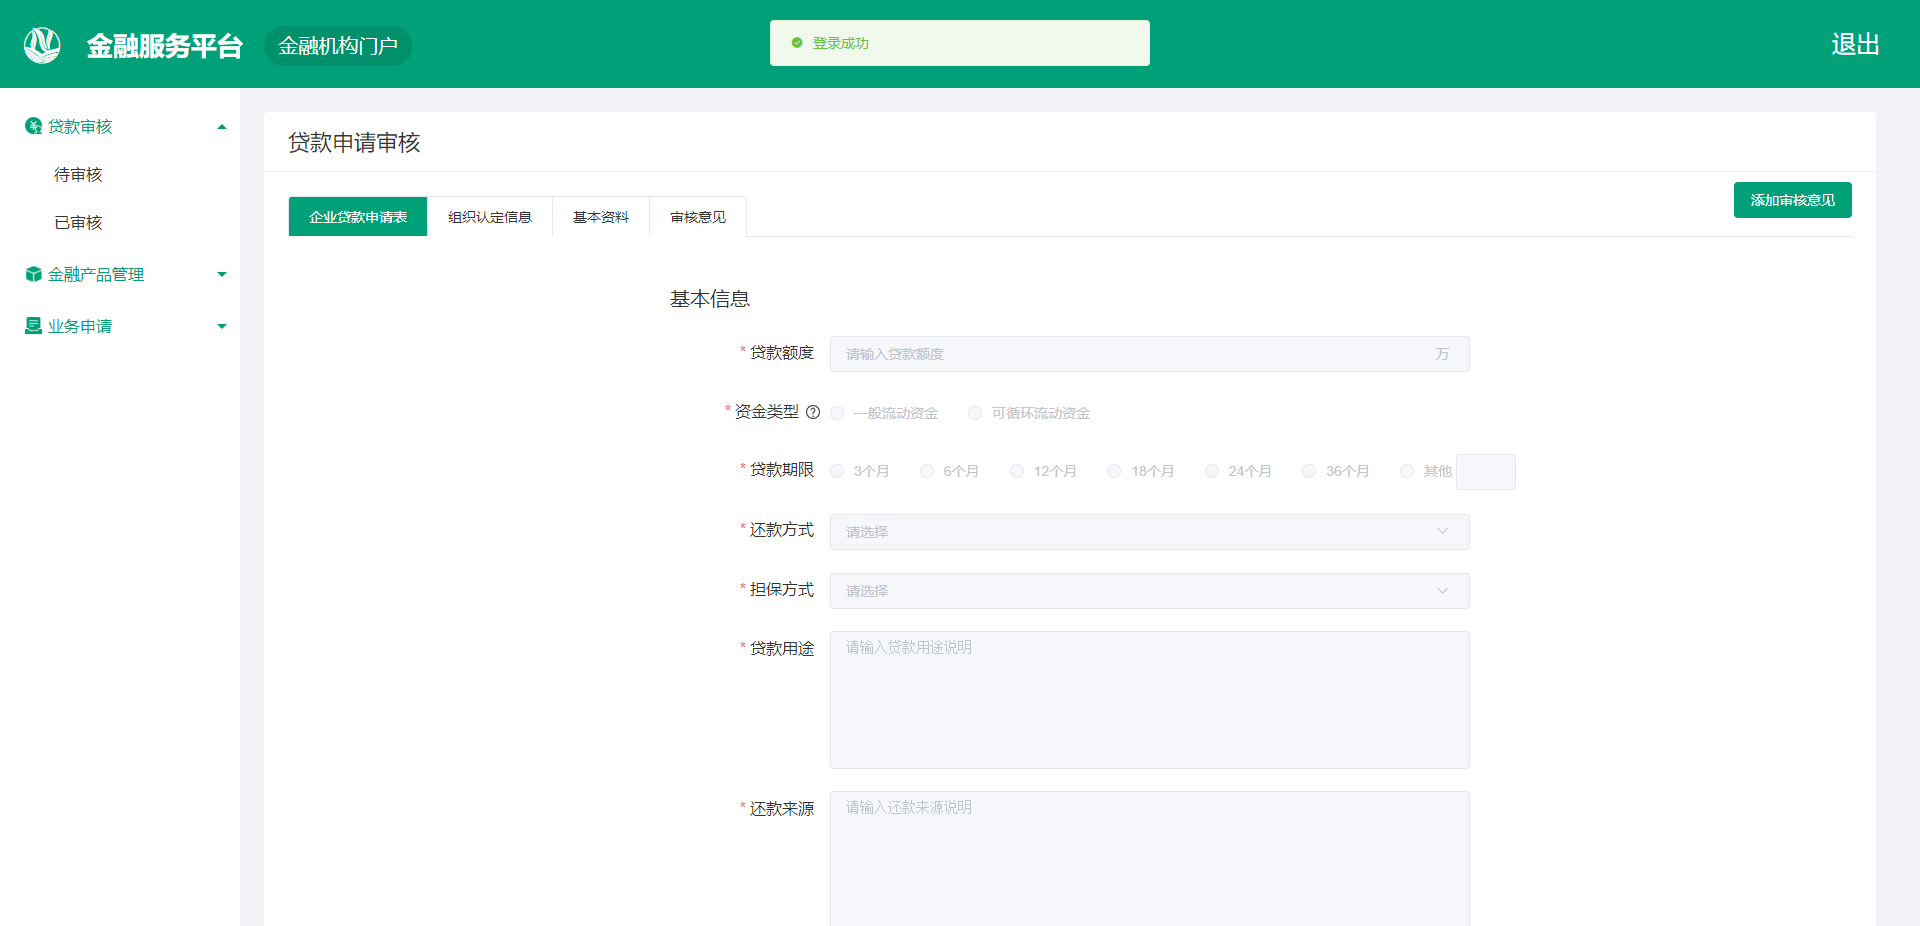 金融服务平台
金融机构门户
登录成功
退出
贷款审核
待审核
已审核
金融产品管理
业务申请
贷款申请审核
添加审核意见
企业贷款申请表
组织认定信息
基本资料
审核意见
基本信息
* 贷款额度 请输入贷款额度 万
* 资金类型 ? 一般流动资金 可循环流动资金
* 贷款期限 3个月 6个月 12个月 18个月 24个月 36个月 其他
* 还款方式 请选择
* 担保方式 请选择
* 贷款用途 请输入贷款用途说明
* 还款来源 请输入还款来源说明